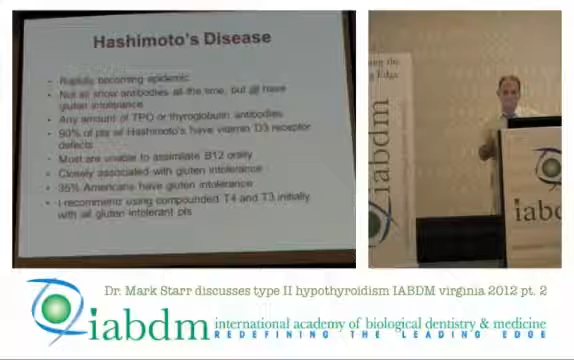 Hashimoto's Disease
• Rapidly becoming epidemic
• Not all show antibodies all the time, but all have
gluten intolerance
• Any amount of TPO or thyroglobulin antibodies
• 90% of pts w/ Hashimoto's have vitamin D3 receptor
defects
• Most are unable to assimilate B12 orally
• Closely associated with gluten intolerance
• 35% Americans have gluten intolerance
• I recommend using compounded T4 and T3 initially
with all gluten intolerant pts
ng the
g Edge
iabdm
iabd
Dr. Mark Starr discusses type II hypothyroidism IABDM virginia 2012 pt. 2
iabdm international academy of biological dentistry & medicine
REDEFINING THE LEADING EDGE